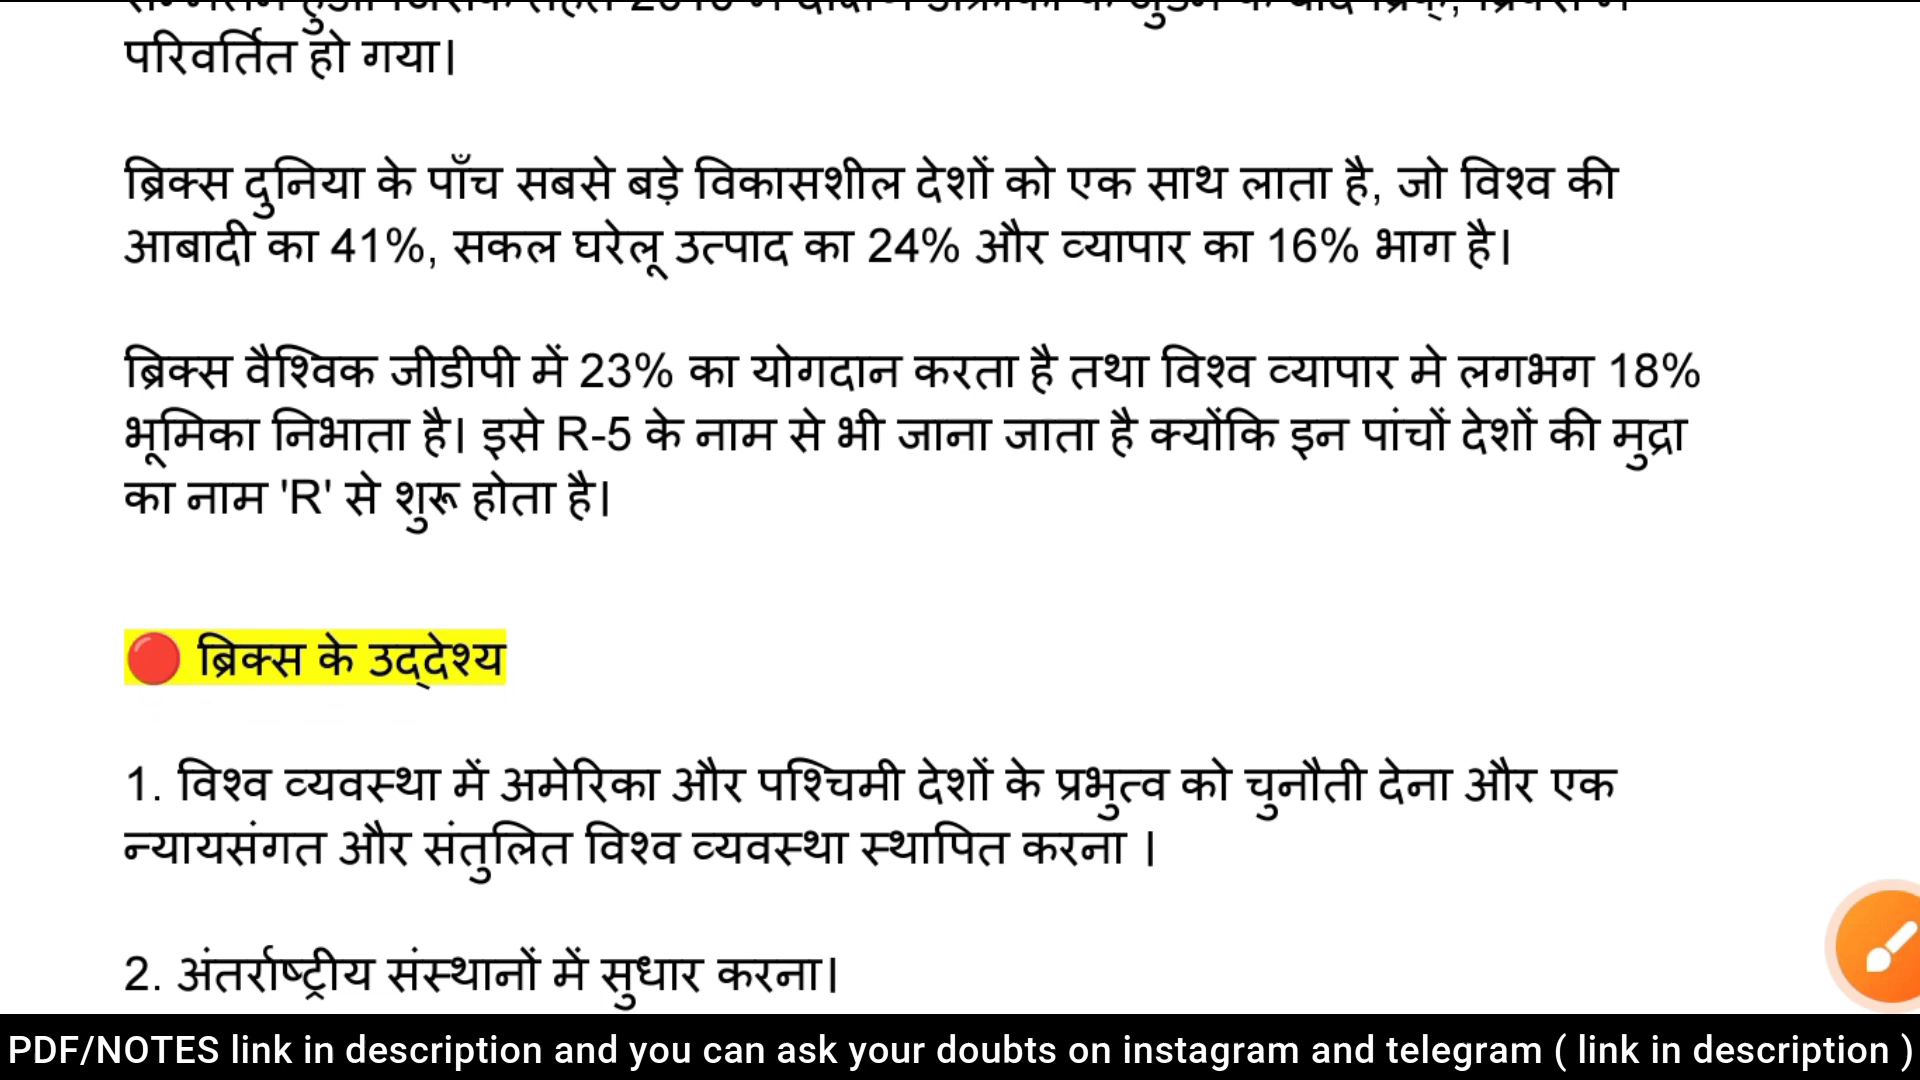 परिवर्तित हो गया।
ब्रिक्स दुनिया के पाँच सबसे बड़े विकासशील देशों को एक साथ लाता है, जो विश्व की
आबादी का 41%, सकल घरेलू उत्पाद का 24% और व्यापार का 16% भाग है।
ब्रिक्स वैश्विक जीडीपी में 23% का योगदान करता है तथा विश्व व्यापार मे लगभग 18%
भूमिका निभाता है। इसे R-5 के नाम से भी जाना जाता है क्योंकि इन पांचों देशों की मुद्रा
का नाम 'R' से शुरू होता है।
ब्रिक्स के उद्देश्य
1. विश्व व्यवस्था में अमेरिका और पश्चिमी देशों के प्रभुत्व को चुनौती देना और एक
न्यायसंगत और संतुलित विश्व व्यवस्था स्थापित करना ।
2. अंतर्राष्ट्रीय संस्थानों में सुधार करना।
PDF/NOTES link in description and you can ask your doubts on instagram and telegram ( link in description )